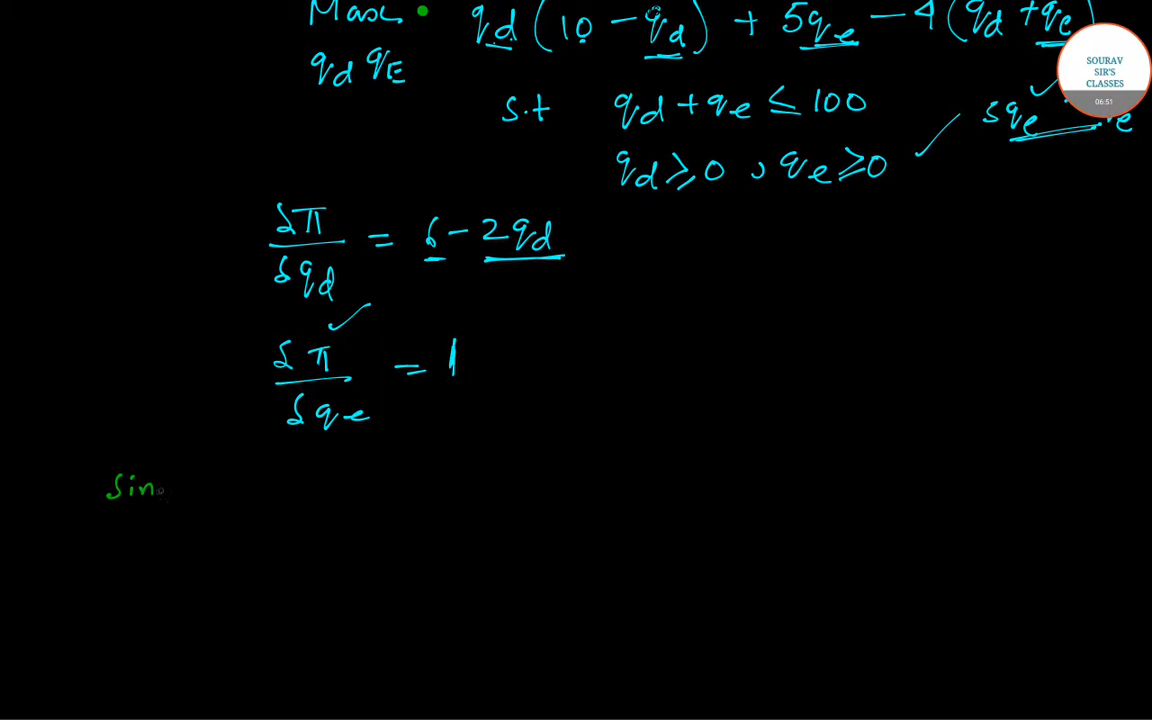 Max qd (10 - qd) + 5qe - 4(qd + qe)
qd qE
s.t qd + qe ≤ 100
qd ≥ 0, qe ≥ 0
5qe
δπ/δqd = 6 - 2qd
δπ/δqe = 1
Sin
SOURAV
SIR'S
CLASSES
06:51